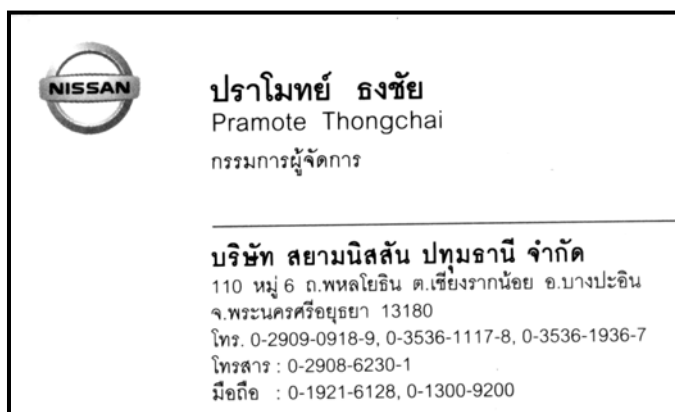 NISSAN
ปราโมทย์ ธงชัย
Pramote Thongchai
กรรมการผู้จัดการ
บริษัท สยามนิสสัน ปทุมธานี จำกัด
110 หมู่ 6 ถ.พหลโยธิน ต.เชียงรากน้อย อ.บางปะอิน
จ.พระนครศรีอยุธยา 13180
โทร. 0-2909-0918-9, 0-3536-1117-8, 0-3536-1936-7
โทรสาร : 0-2908-6230-1
มือถือ : 0-1921-6128, 0-1300-9200